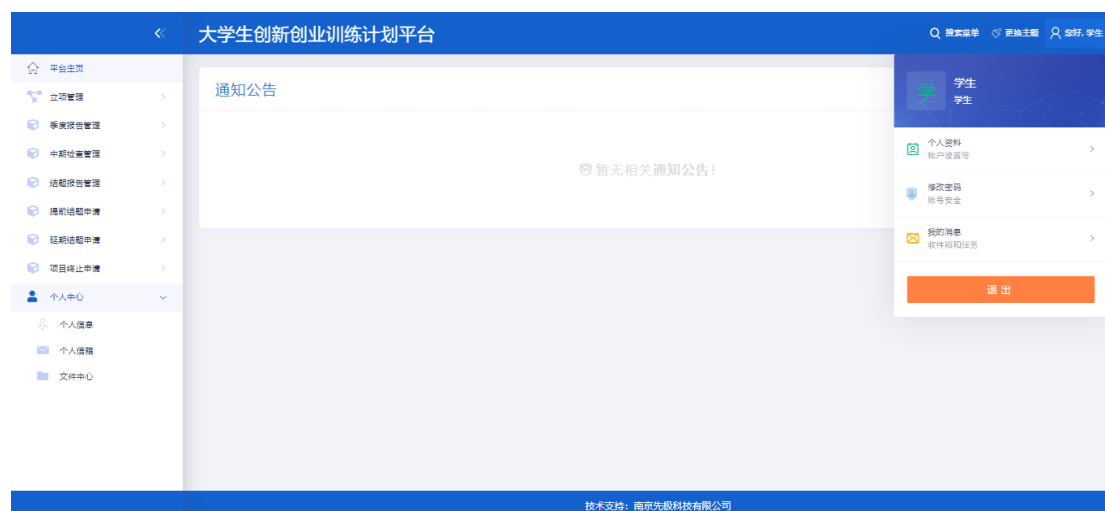 大学生创新创业训练计划平台
搜索菜单 更换主题 您好, 学生
平台主页
立项管理
季度报告管理
中期检查管理
结题报告管理
提前结题申请
延期结题申请
项目终止申请
个人中心
个人信息
个人信箱
文件中心
通知公告
暂无相关通知公告!
学
学生
学生
个人资料
帐户设置等
修改密码
账号安全
我的消息
收件箱和任务
退 出
技术支持：南京先极科技有限公司